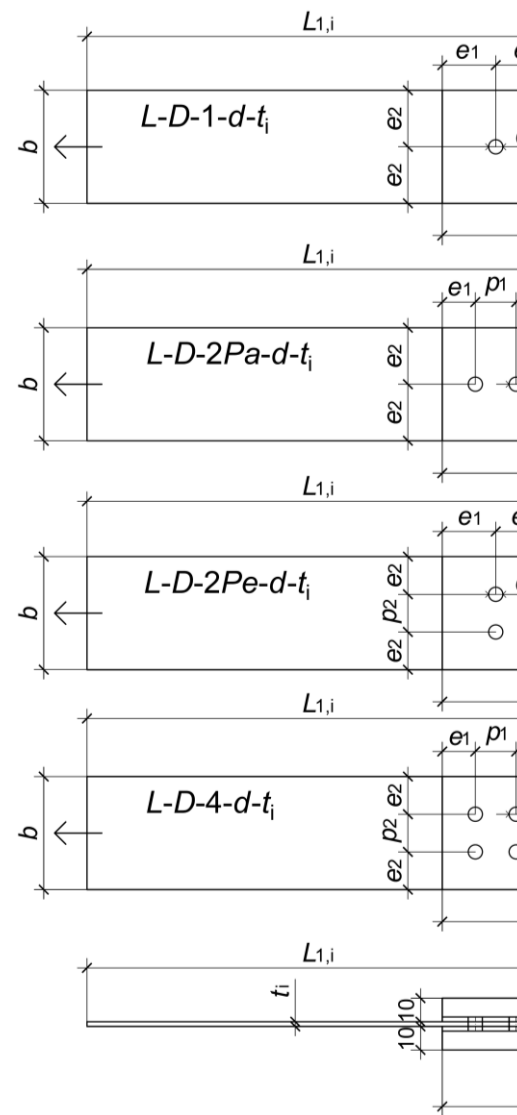 L1,i
e1 e
L-D-1-d-ti
b
e2
e2
L1,i
e1 p1
L-D-2Pa-d-ti
b
e2
e2
L1,i
e1 e
L-D-2Pe-d-ti
b
e2
p2
e2
L1,i
e1 p1
L-D-4-d-ti
b
e2
p2
e2
L1,i
ti
10
10